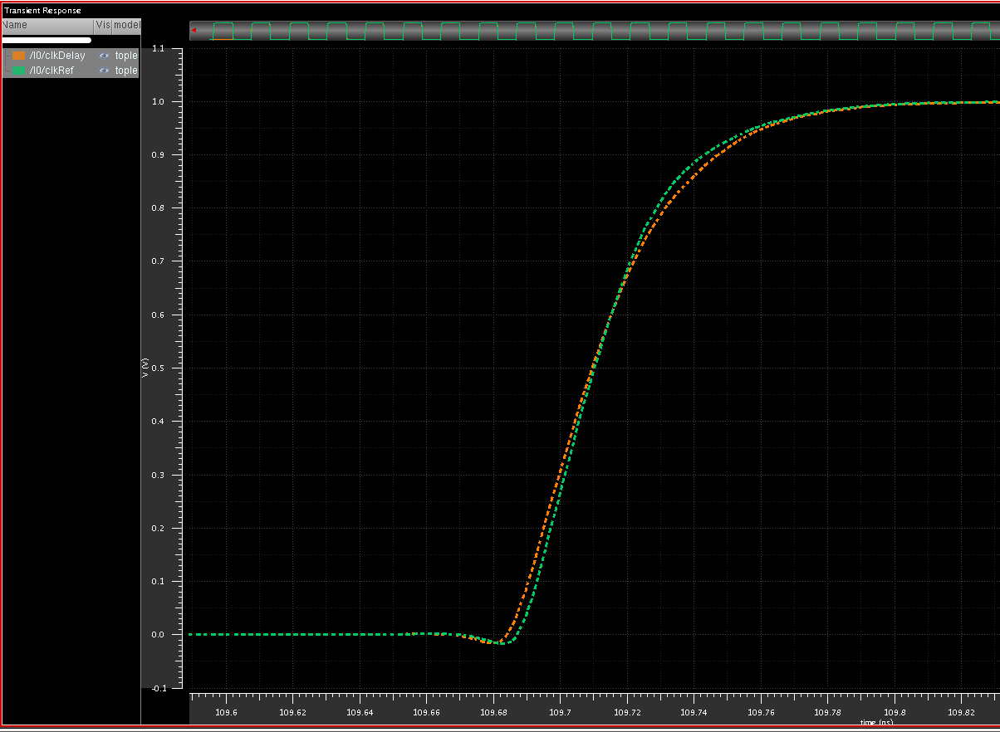 Transient Response
Name Vis model
/I0/clkDelay tople
/I0/clkRef tople
1.1
1.0
0.9
0.8
0.7
0.6
V (V)
0.5
0.4
0.3
0.2
0.1
0.0
-0.1
109.6 109.62 109.64 109.66 109.68 109.7 109.72 109.74 109.76 109.78 109.8 109.82
time (ns)